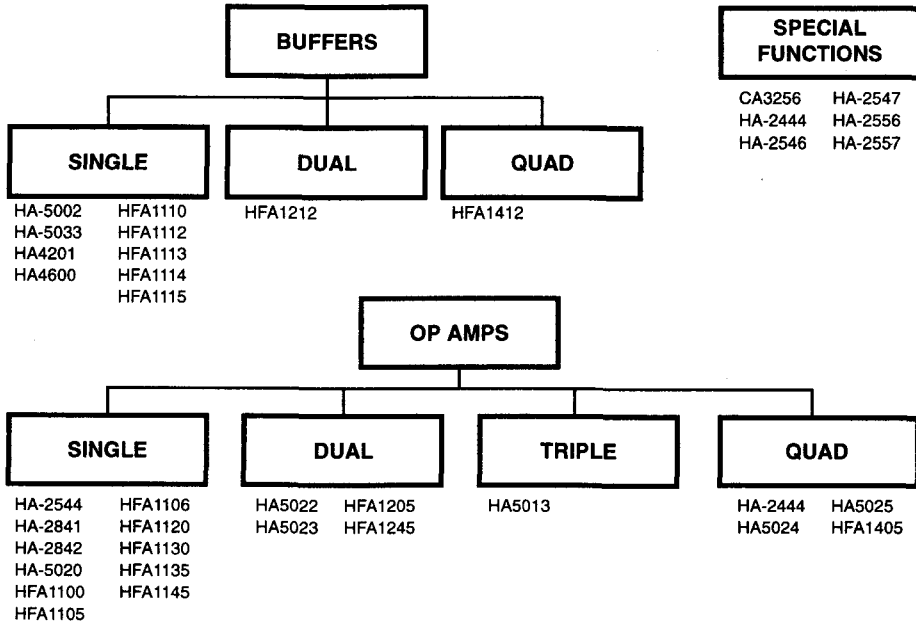 BUFFERS
SPECIAL
FUNCTIONS
CA3256 HA-2547
HA-2444 HA-2556
HA-2546 HA-2557
SINGLE
DUAL
QUAD
HA-5002 HFA1110
HA-5033 HFA1112
HA4201 HFA1113
HA4600 HFA1114
HFA1115
HFA1212
HFA1412
OP AMPS
SINGLE
DUAL
TRIPLE
QUAD
HA-2544 HFA1106
HA-2841 HFA1120
HA-2842 HFA1130
HA-5020 HFA1135
HFA1100 HFA1145
HFA1105
HA5022 HFA1205
HA5023 HFA1245
HA5013
HA-2444 HA5025
HA5024 HFA1405